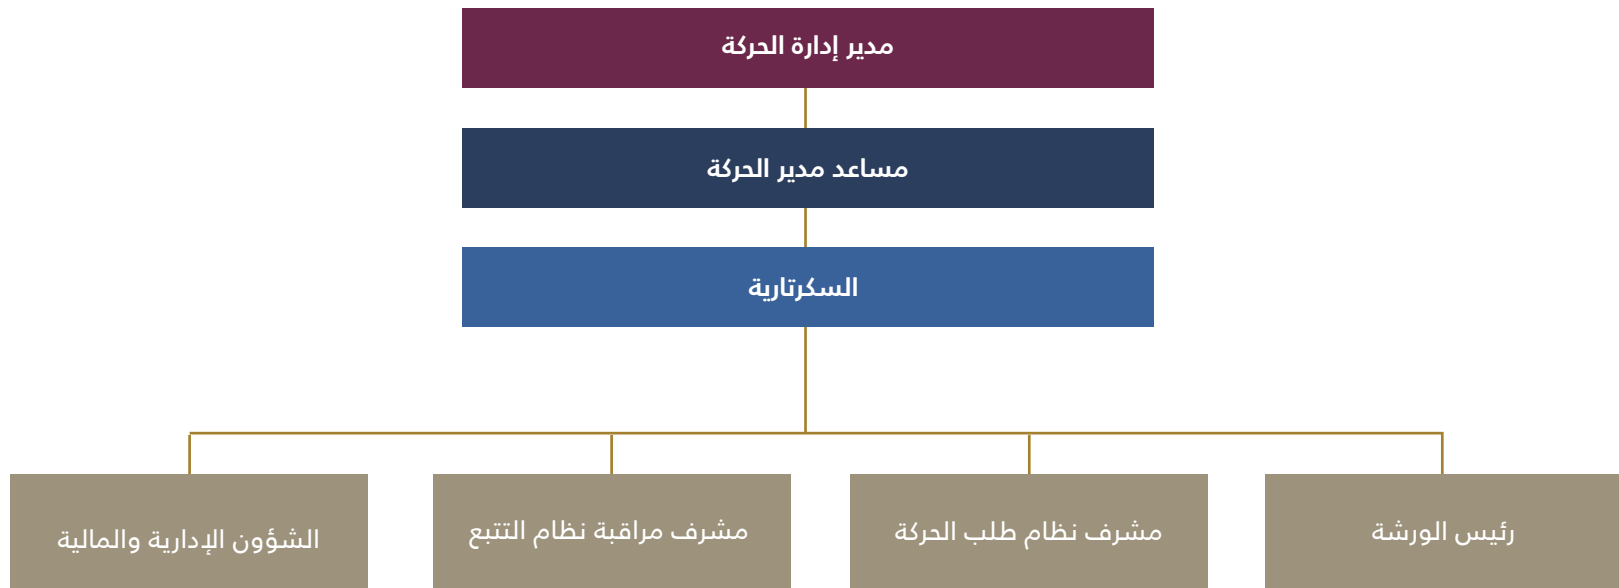 مدير إدارة الحركة
مساعد مدير الحركة
السكرتارية
رئيس الورشة
مشرف نظام طلب الحركة
مشرف مراقبة نظام التتبع
الشؤون الإدارية والمالية